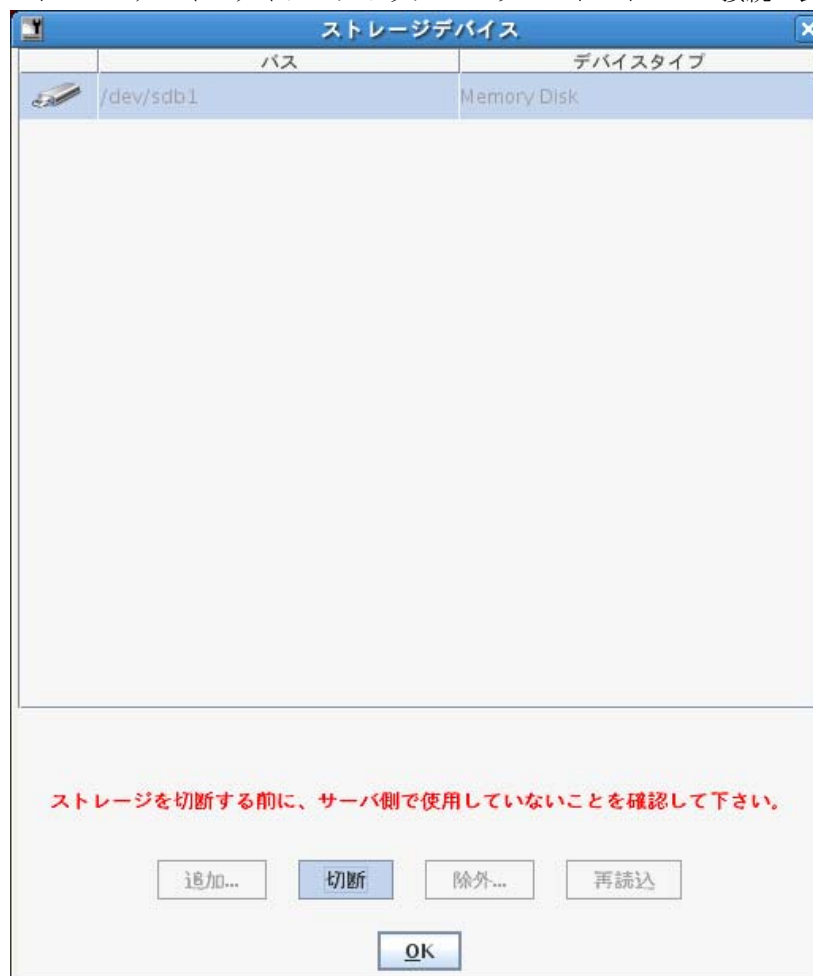 ストレージデバイス
パス デバイスタイプ
/dev/sdb1 Memory Disk
ストレージを切断する前に、サーバ側で使用していないことを確認して下さい。
追加... 切断 除外... 再読込
OK